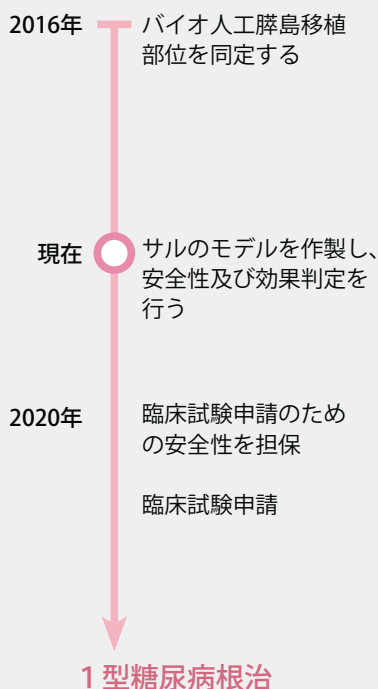 2016年
バイオ人工膵島移植
部位を同定する
現在
サルのモデルを作製し、
安全性及び効果判定を
行う
2020年
臨床試験申請のため
の安全性を担保
臨床試験申請
1型糖尿病根治